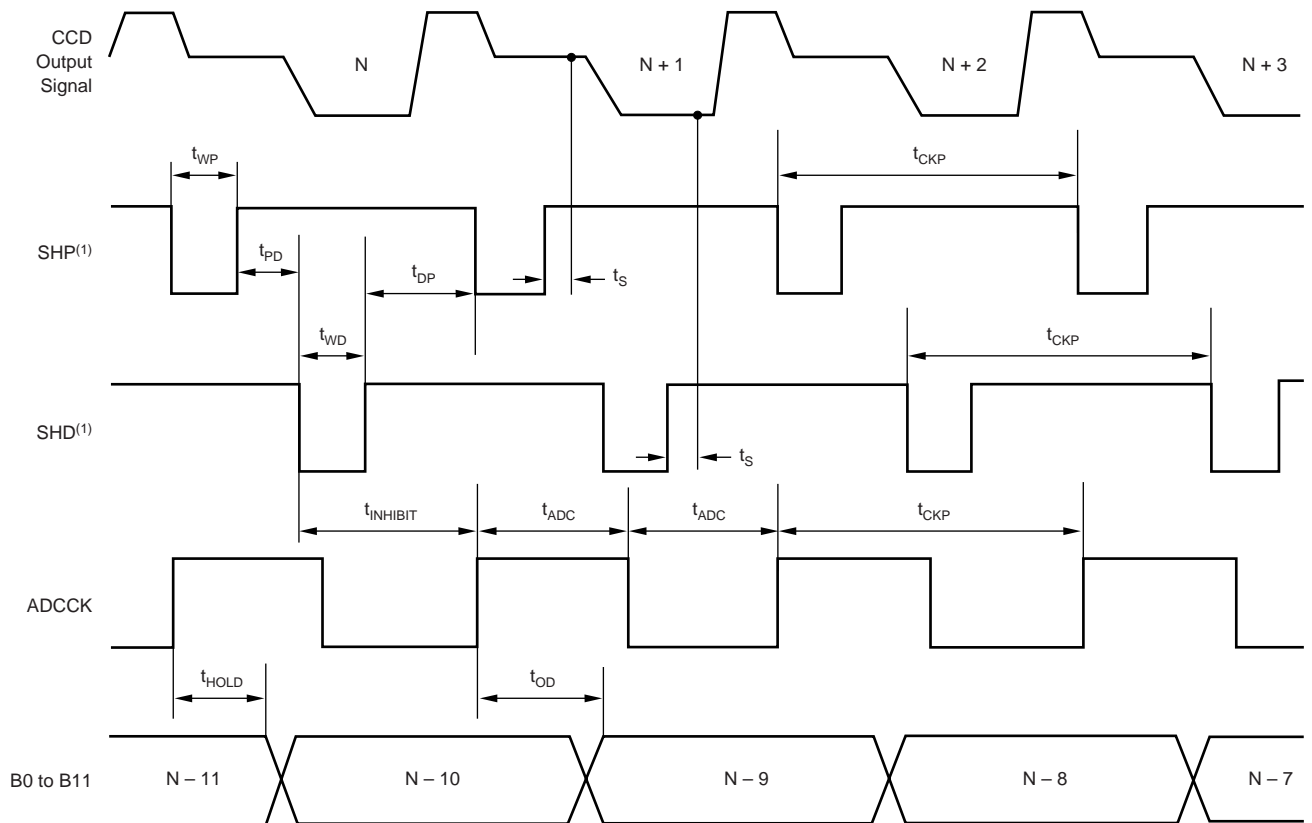 CCD
Output
Signal
N
N + 1
N + 2
N + 3
tWP
tCKP
SHP(1)
tPD
tDP
tS
tWD
tCKP
SHD(1)
tS
tINHIBIT
tADC
tADC
tCKP
ADCCK
tHOLD
tOD
B0 to B11
N – 11
N – 10
N – 9
N – 8
N – 7